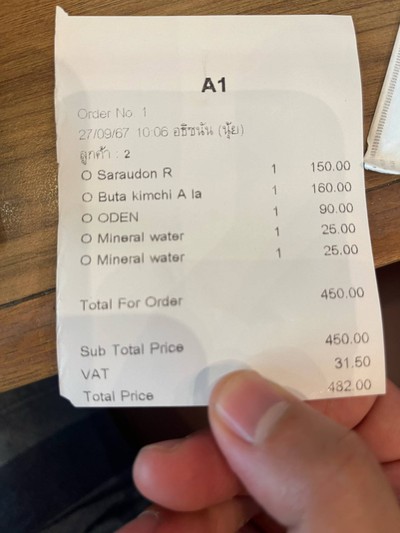 A1
Order No. 1
27/09/67 10:06 อธิชนัน (นุ้ย)
ลูกค้า : 2
O Saraudon R 1 150.00
O Buta kimchi A la 1 160.00
O ODEN 1 90.00
O Mineral water 1 25.00
O Mineral water 1 25.00
Total For Order 450.00
Sub Total Price 450.00
VAT 31.50
Total Price 482.00